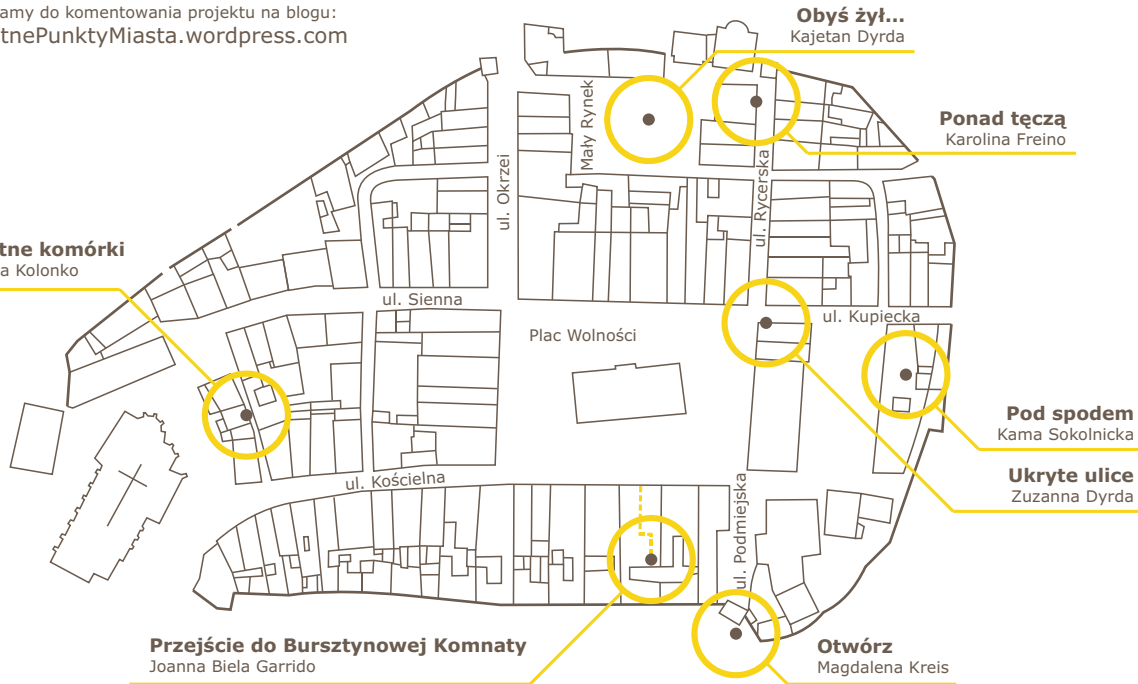 amy do komentowania projektu na blogu:
tnePunktyMiasta.wordpress.com
Obyś żył...
Kajetan Dyrda
Ponad tęczą
Karolina Freino
tne komórki
a Kolonko
Mały Rynek
ul. Okrzei
ul. Rycerska
ul. Sienna
ul. Kupiecka
Plac Wolności
Pod spodem
Kama Sokolnicka
Ukryte ulice
Zuzanna Dyrda
ul. Kościelna
ul. Podmiejska
Przejście do Bursztynowej Komnaty
Joanna Biela Garrido
Otwórz
Magdalena Kreis